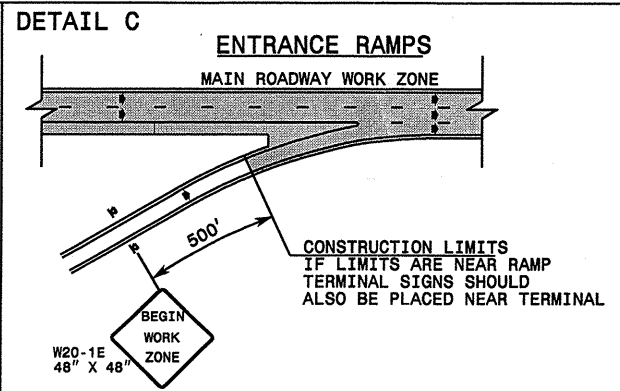 DETAIL C
ENTRANCE RAMPS
MAIN ROADWAY WORK ZONE
500'
CONSTRUCTION LIMITS
IF LIMITS ARE NEAR RAMP
TERMINAL SIGNS SHOULD
ALSO BE PLACED NEAR TERMINAL
BEGIN
WORK
ZONE
W20-1E
48" X 48"